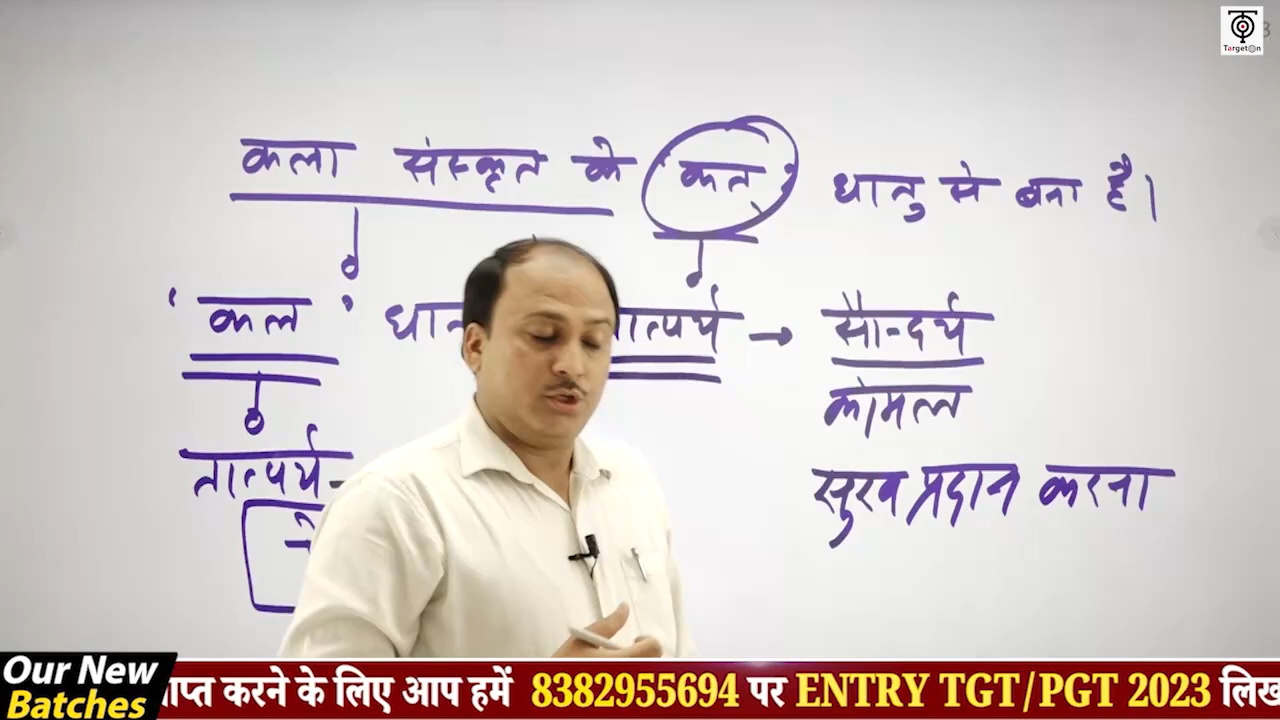 TargetOn
कला संस्कृत के 'कल्' धातु से बना है।
'कल' धा तात्पर्य → सौन्दर्य
कोमल
तात्पर्य -
सुख प्रदान करना
Our New
Batches
प्त करने के लिए आप हमें 8382955694 पर ENTRY TGT/PGT 2023 लिख